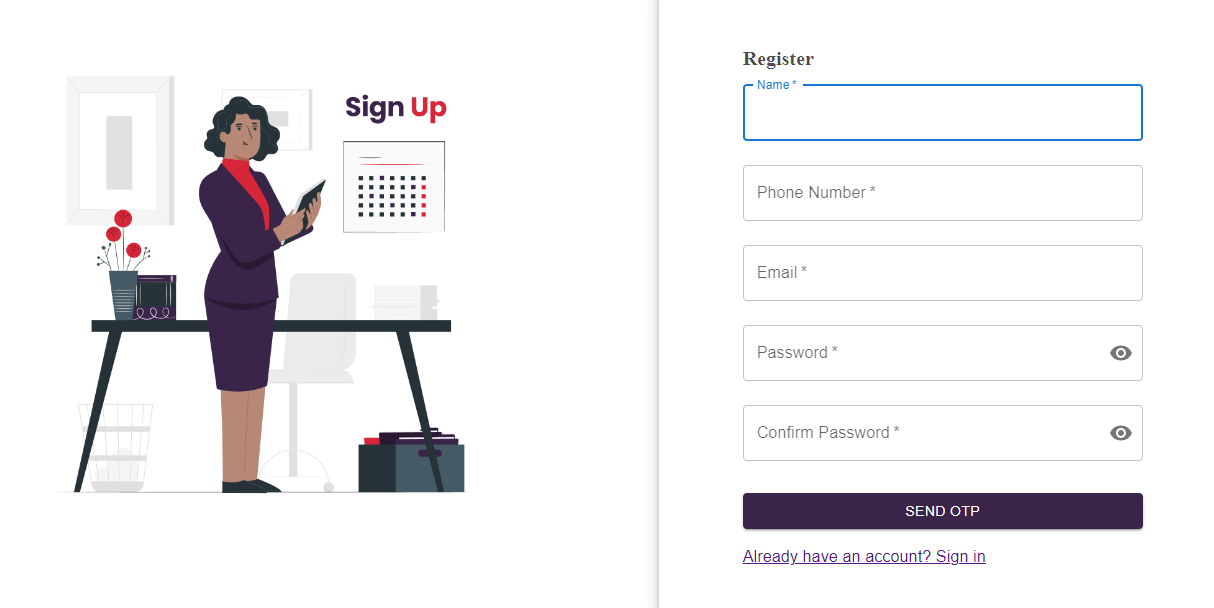 Sign Up
Register
Name *
Phone Number *
Email *
Password *
Confirm Password *
SEND OTP
Already have an account? Sign in